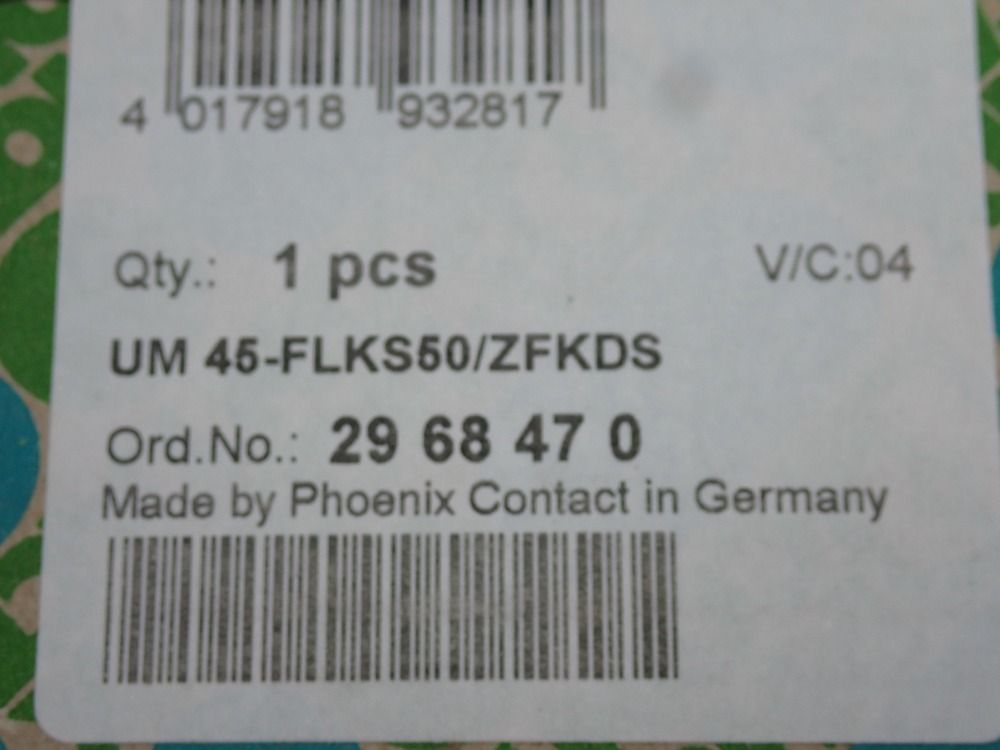 4 017918 932817
Qty.: 1 pcs V/C:04
UM 45-FLKS50/ZFKDS
Ord.No.: 29 68 47 0
Made by Phoenix Contact in Germany